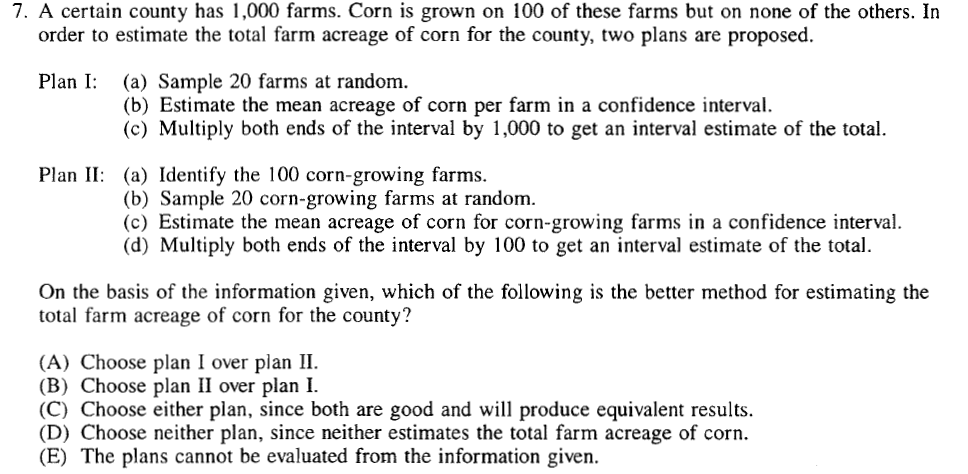 7. A certain county has 1,000 farms. Corn is grown on 100 of these farms but on none of the others. In
order to estimate the total farm acreage of corn for the county, two plans are proposed.
Plan I: (a) Sample 20 farms at random.
(b) Estimate the mean acreage of corn per farm in a confidence interval.
(c) Multiply both ends of the interval by 1,000 to get an interval estimate of the total.
Plan II: (a) Identify the 100 corn-growing farms.
(b) Sample 20 corn-growing farms at random.
(c) Estimate the mean acreage of corn for corn-growing farms in a confidence interval.
(d) Multiply both ends of the interval by 100 to get an interval estimate of the total.
On the basis of the information given, which of the following is the better method for estimating the
total farm acreage of corn for the county?
(A) Choose plan I over plan II.
(B) Choose plan II over plan I.
(C) Choose either plan, since both are good and will produce equivalent results.
(D) Choose neither plan, since neither estimates the total farm acreage of corn.
(E) The plans cannot be evaluated from the information given.